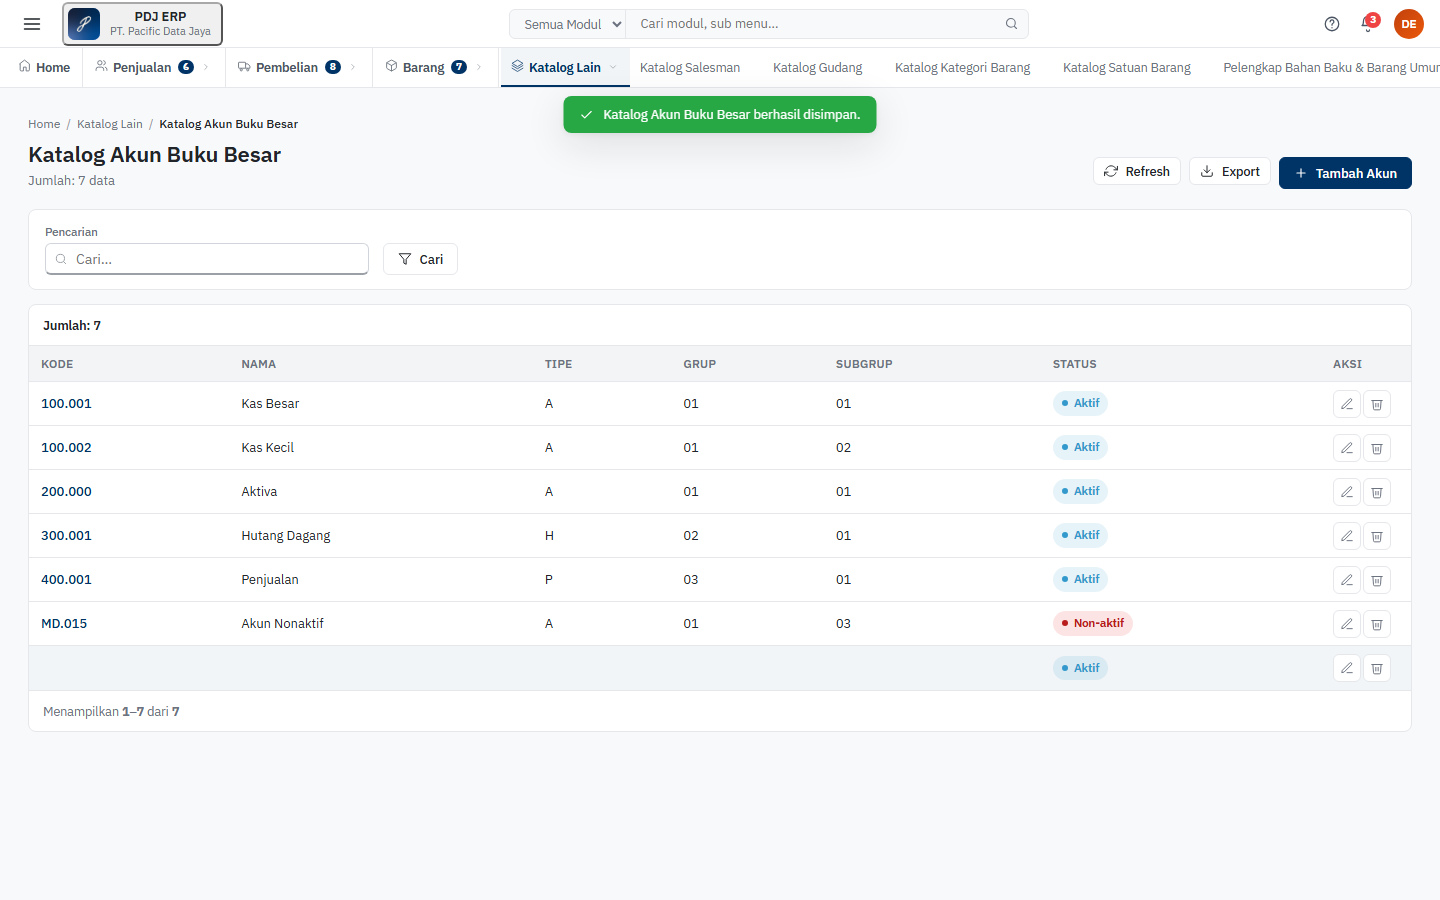 PDJ ERP
PT. Pacific Data Jaya
Semua Modul
Cari modul, sub menu...
3
DE
Home
Penjualan 6
Pembelian 8
Barang 7
Katalog Lain
Katalog Salesman
Katalog Gudang
Katalog Kategori Barang
Katalog Satuan Barang
Pelengkap Bahan Baku & Barang Umur
Katalog Akun Buku Besar berhasil disimpan.
Home / Katalog Lain / Katalog Akun Buku Besar
Katalog Akun Buku Besar
Jumlah: 7 data
Refresh
Export
Tambah Akun
Pencarian
Cari...
Cari
Jumlah: 7
KODE NAMA TIPE GRUP SUBGRUP STATUS AKSI
100.001 Kas Besar A 01 01 Aktif
100.002 Kas Kecil A 01 02 Aktif
200.000 Aktiva A 01 01 Aktif
300.001 Hutang Dagang H 02 01 Aktif
400.001 Penjualan P 03 01 Aktif
MD.015 Akun Nonaktif A 01 03 Non-aktif
Aktif
Menampilkan 1–7 dari 7